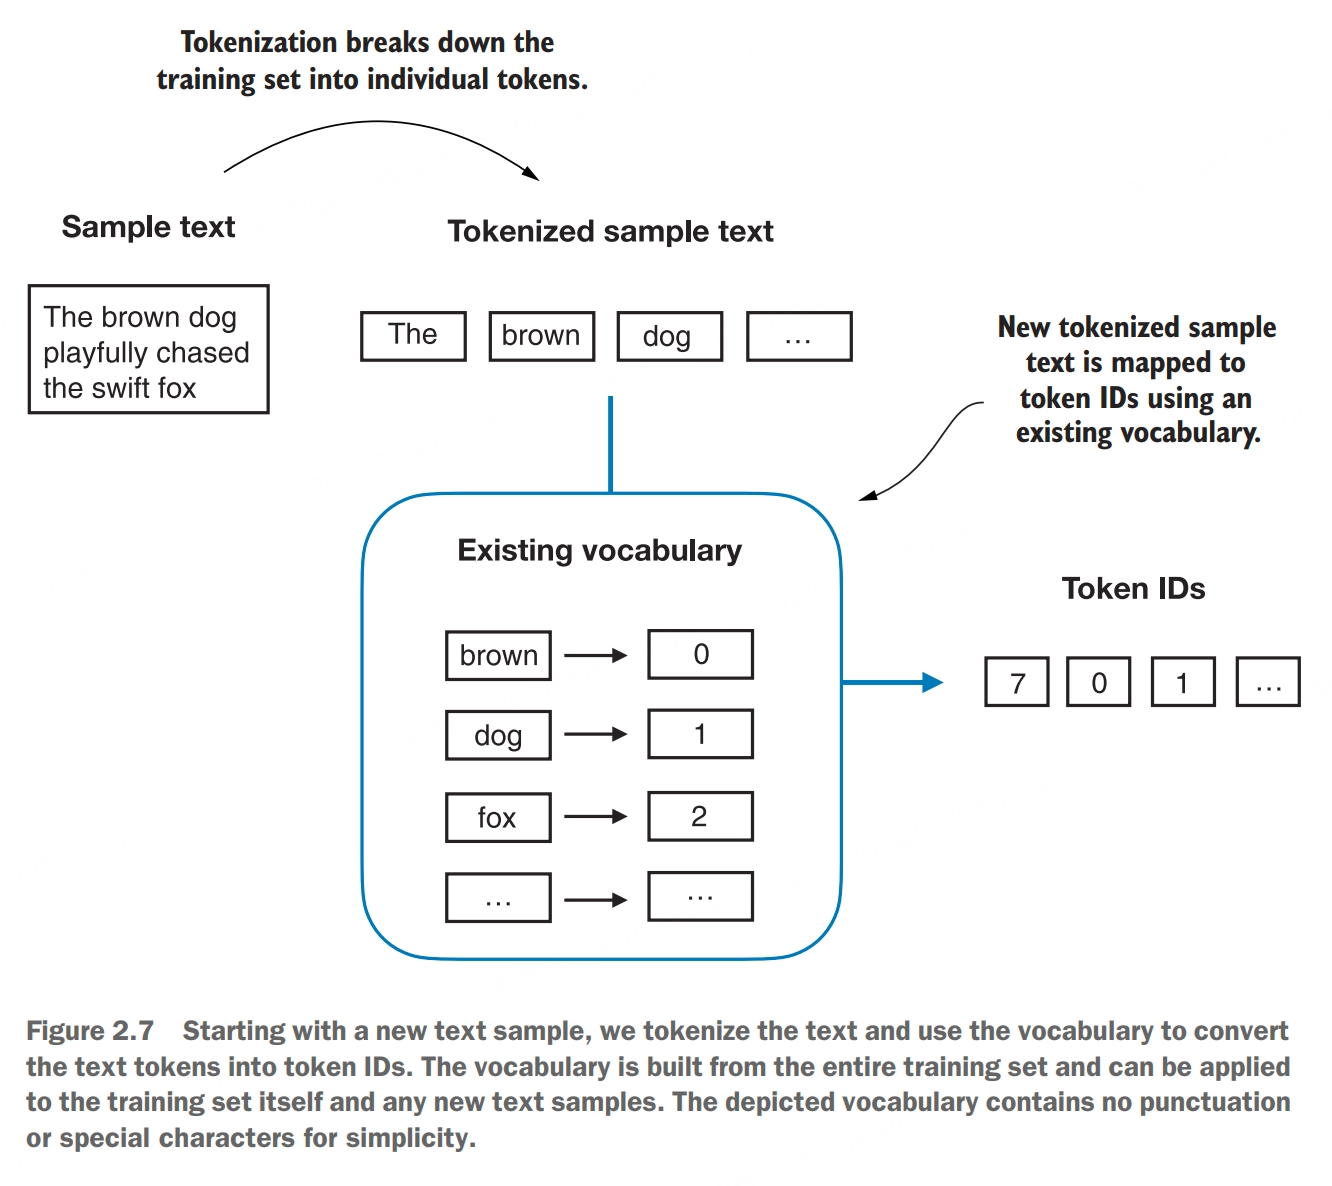 Tokenization breaks down the
training set into individual tokens.
Sample text
Tokenized sample text
The brown dog
playfully chased
the swift fox
The
brown
dog
...
New tokenized sample
text is mapped to
token IDs using an
existing vocabulary.
Existing vocabulary
brown
0
dog
1
fox
2
...
...
Token IDs
7
0
1
...
Figure 2.7 Starting with a new text sample, we tokenize the text and use the vocabulary to convert
the text tokens into token IDs. The vocabulary is built from the entire training set and can be applied
to the training set itself and any new text samples. The depicted vocabulary contains no punctuation
or special characters for simplicity.